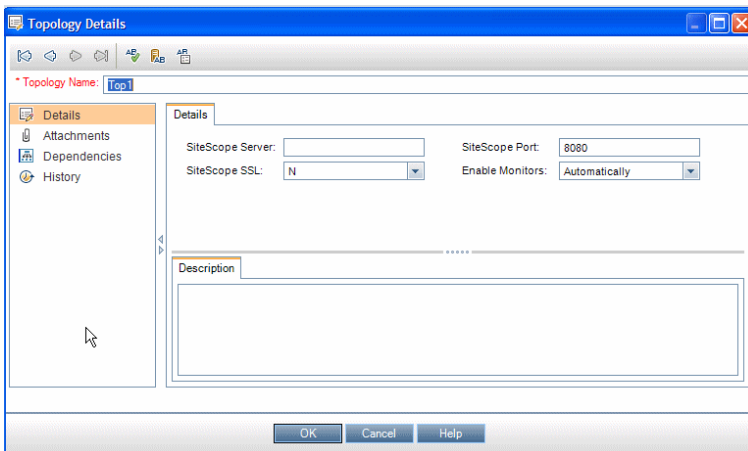 Topology Details
* Topology Name: Top1
Details
Attachments
Dependencies
History
Details
SiteScope Server:
SiteScope Port: 8080
SiteScope SSL: N
Enable Monitors: Automatically
Description
OK Cancel Help